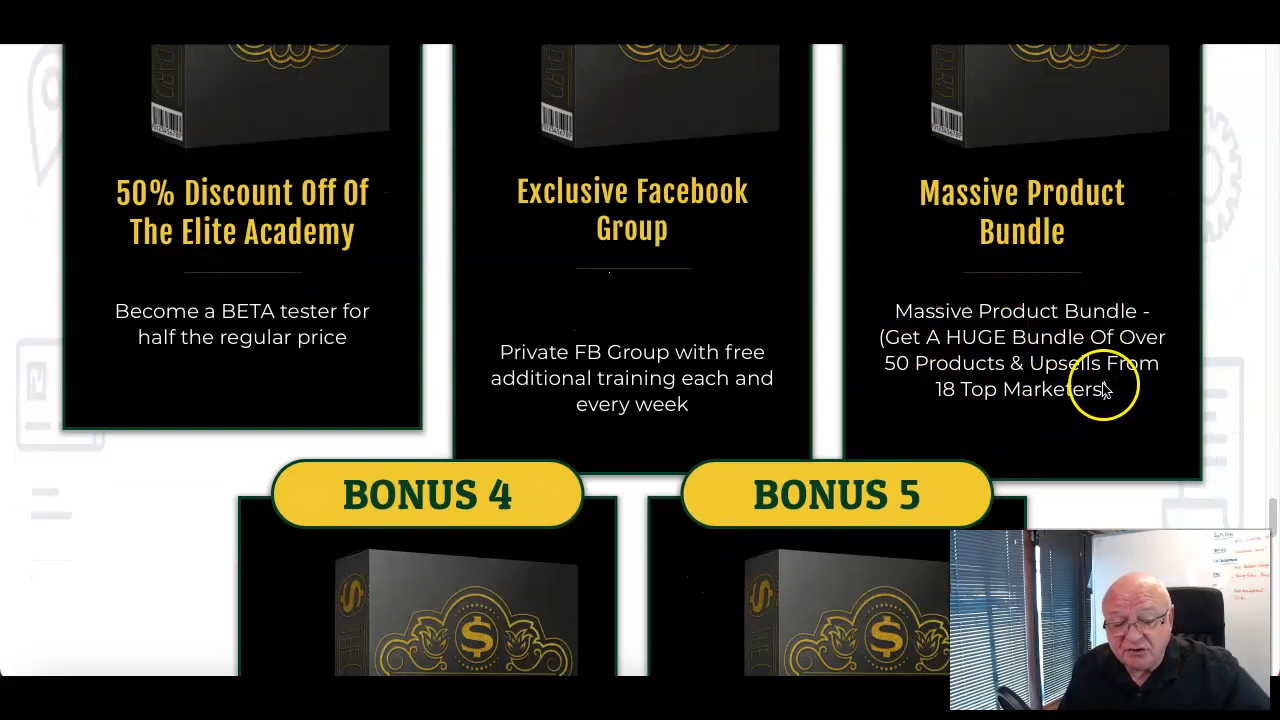 50% Discount Off Of
The Elite Academy
Become a BETA tester for
half the regular price
Exclusive Facebook
Group
Private FB Group with free
additional training each and
every week
Massive Product
Bundle
Massive Product Bundle -
(Get A HUGE Bundle Of Over
50 Products & Upsells From
18 Top Marketers)
BONUS 4
BONUS 5
$
$